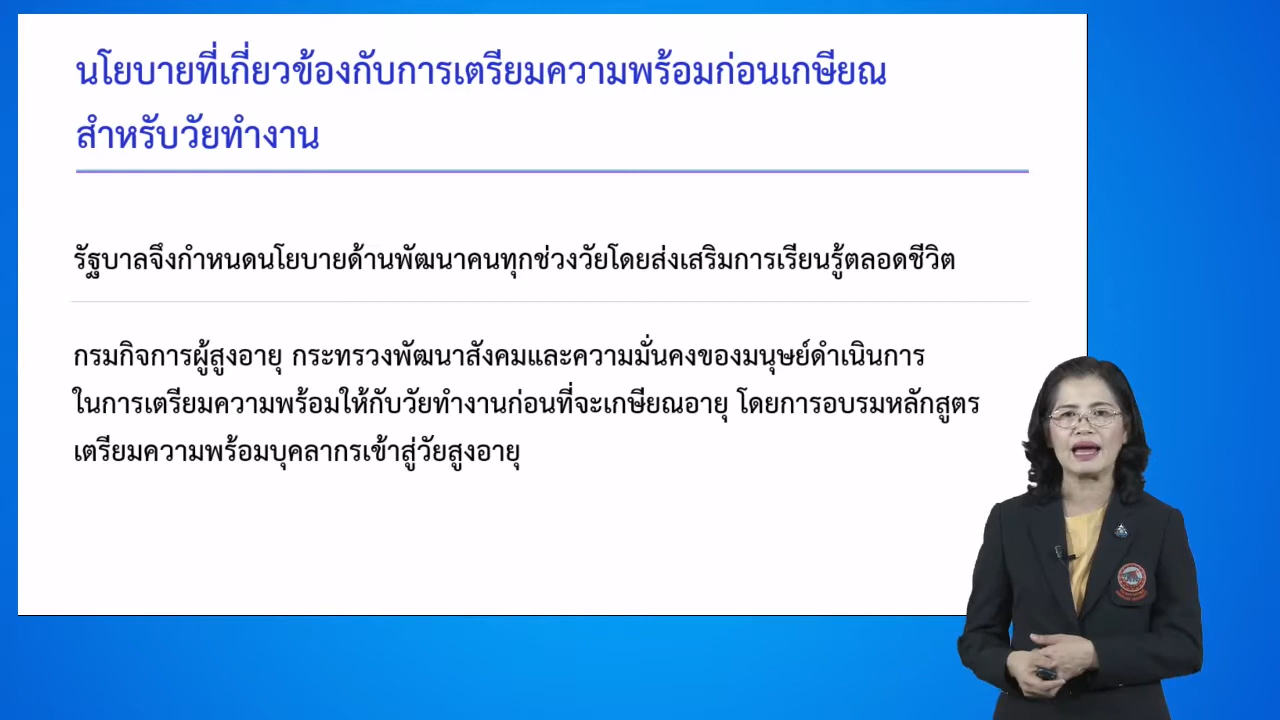 นโยบายที่เกี่ยวข้องกับการเตรียมความพร้อมก่อนเกษียณ
สำหรับวัยทำงาน
รัฐบาลจึงกำหนดนโยบายด้านพัฒนาคนทุกช่วงวัยโดยส่งเสริมการเรียนรู้ตลอดชีวิต
กรมกิจการผู้สูงอายุ กระทรวงพัฒนาสังคมและความมั่นคงของมนุษย์ดำเนินการ
ในการเตรียมความพร้อมให้กับวัยทำงานก่อนที่จะเกษียณอายุ โดยการอบรมหลักสูตร
เตรียมความพร้อมบุคลากรเข้าสู่วัยสูงอายุ